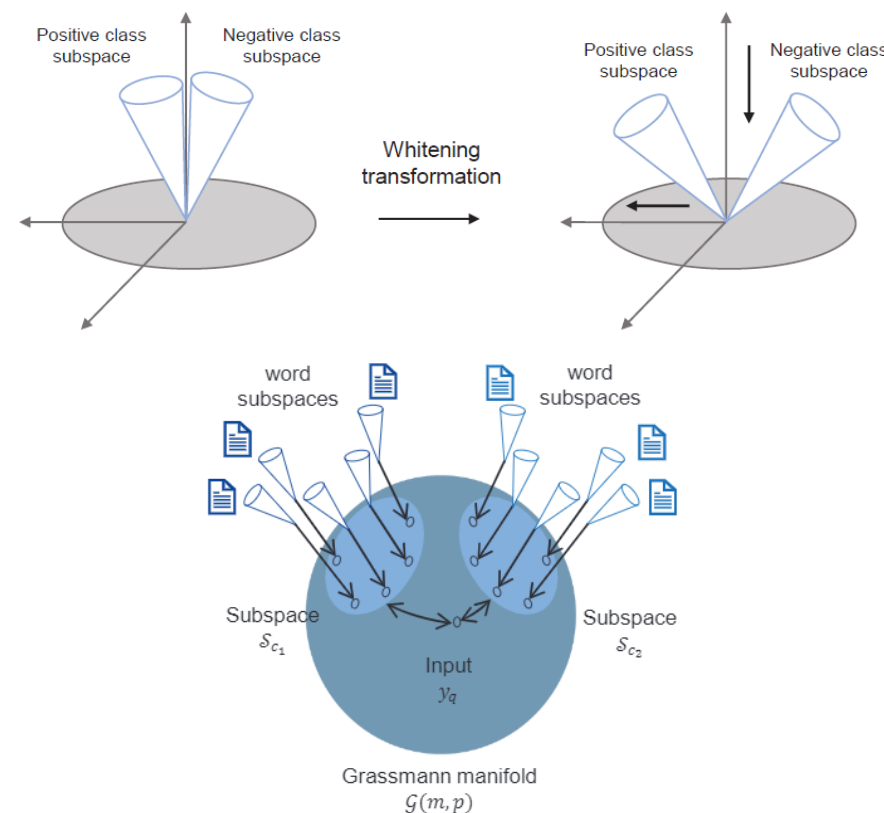 Positive class
subspace
Negative class
subspace
Whitening
transformation
Positive class
subspace
Negative class
subspace
word
subspaces
word
subspaces
Subspace
𝒮c₁
Subspace
𝒮c₂
Input
y_q
Grassmann manifold
𝒢(m, p)